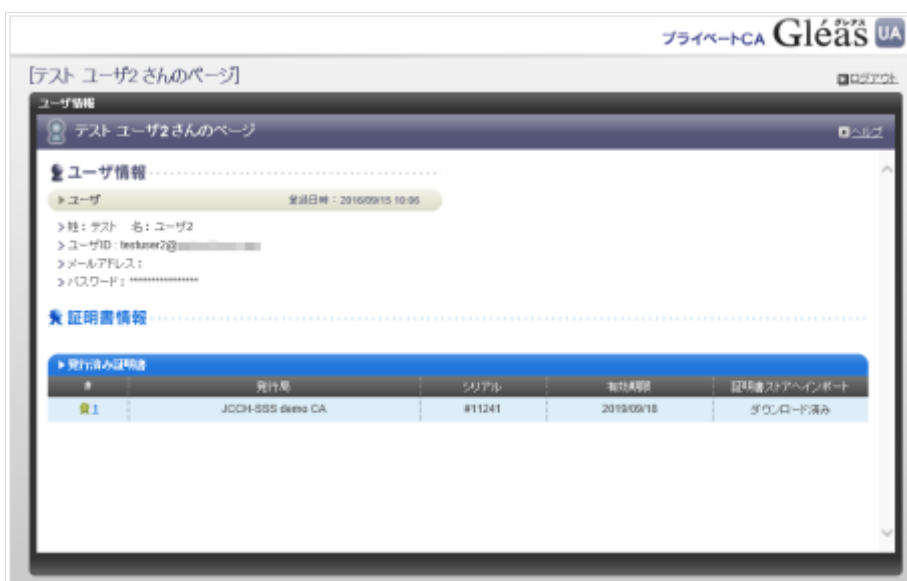 プライベートCA Gléas グレアス UA
[テスト ユーザ2 さんのページ]
ログアウト
ユーザ情報
テスト ユーザ2さんのページ
ヘルプ
ユーザ情報
ユーザ 登録日時:2016/09/15 10:06
姓:テスト 名:ユーザ2
ユーザID:testuser2@
メールアドレス:
パスワード:****************
証明書情報
発行済み証明書
# 発行局 シリアル 有効期限 証明書ストアへインポート
1 JCCH-SSS demo CA #11241 2019/09/18 ダウンロード済み